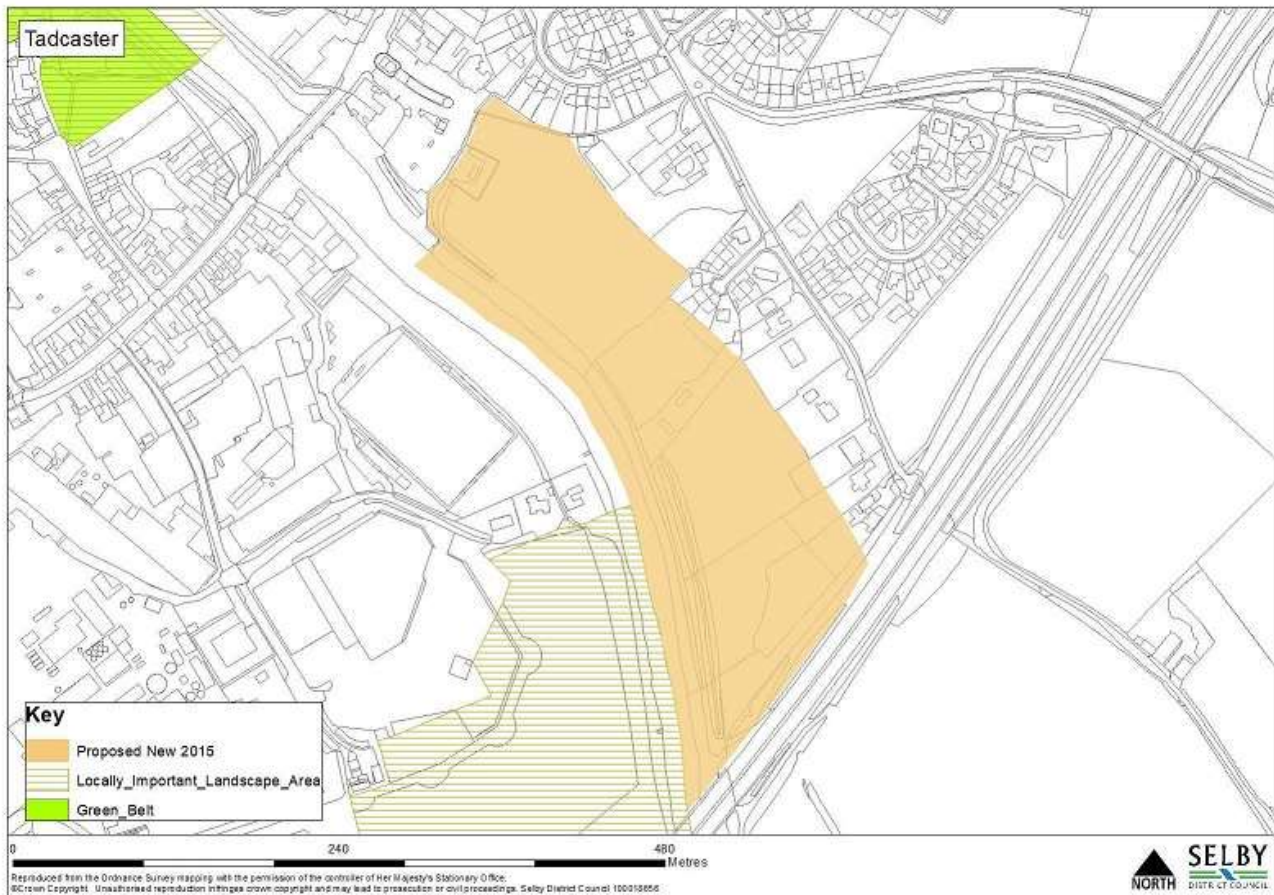 Tadcaster
Key
Proposed New 2015
Locally_Important_Landscape_Area
Green_Belt
0 240 480
Metres
Reproduced from the Ordnance Survey mapping with the permission of the controller of Her Majesty's Stationary Office.
©Crown Copyright. Unauthorised reproduction infringes crown copyright and may lead to prosecution or civil proceedings. Selby District Council 100018656
NORTH
SELBY
DISTRICT COUNCIL